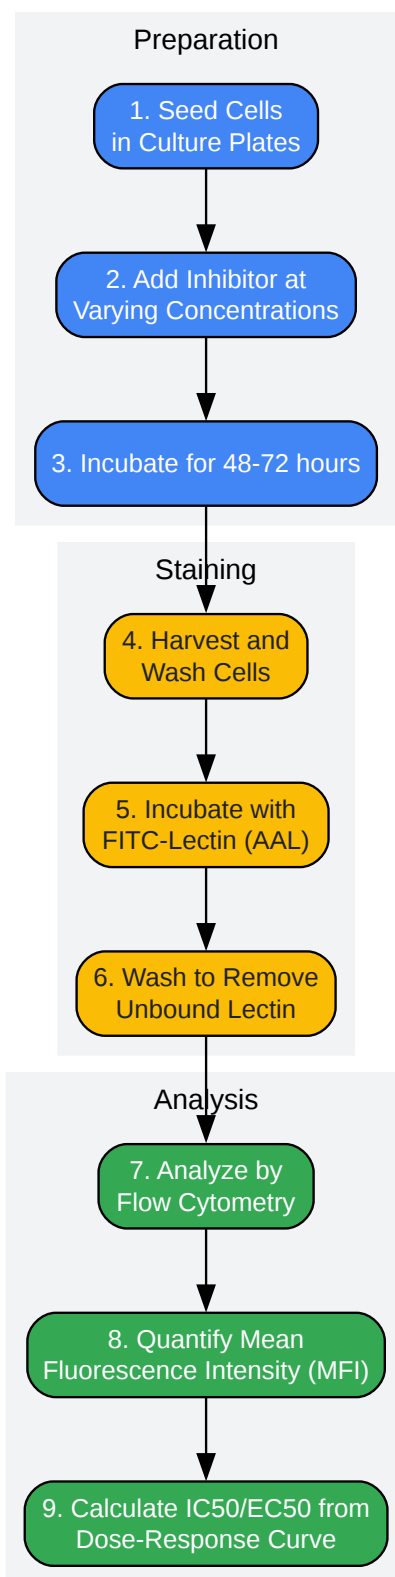 Preparation
1. Seed Cells
in Culture Plates
2. Add Inhibitor at
Varying Concentrations
3. Incubate for 48-72 hours
Staining
4. Harvest and
Wash Cells
5. Incubate with
FITC-Lectin (AAL)
6. Wash to Remove
Unbound Lectin
Analysis
7. Analyze by
Flow Cytometry
8. Quantify Mean
Fluorescence Intensity (MFI)
9. Calculate IC50/EC50 from
Dose-Response Curve